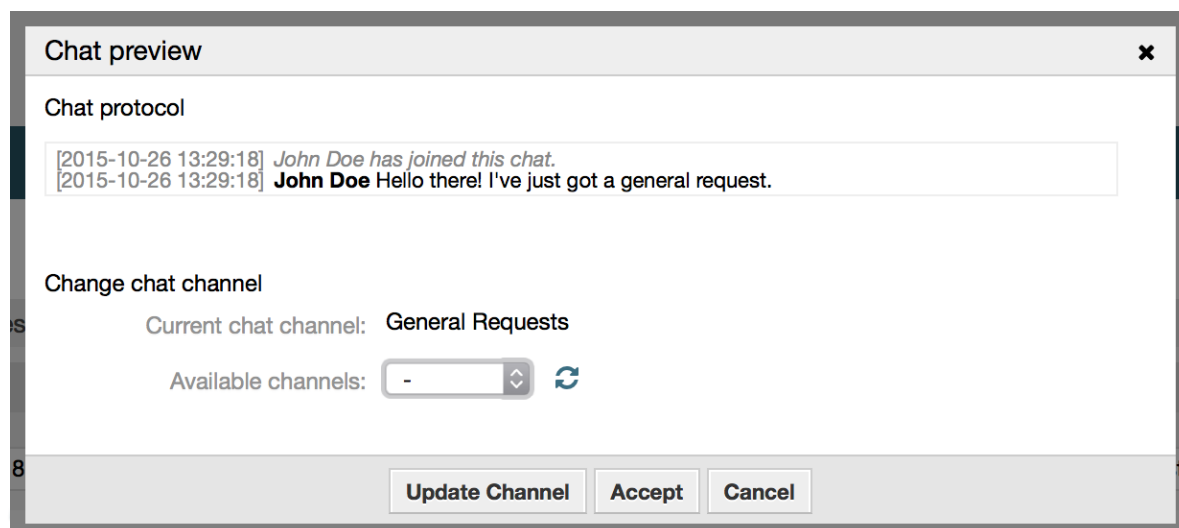 Chat preview
Chat protocol
[2015-10-26 13:29:18] John Doe has joined this chat.
[2015-10-26 13:29:18] John Doe Hello there! I've just got a general request.
Change chat channel
Current chat channel: General Requests
Available channels: -
8
Update Channel Accept Cancel